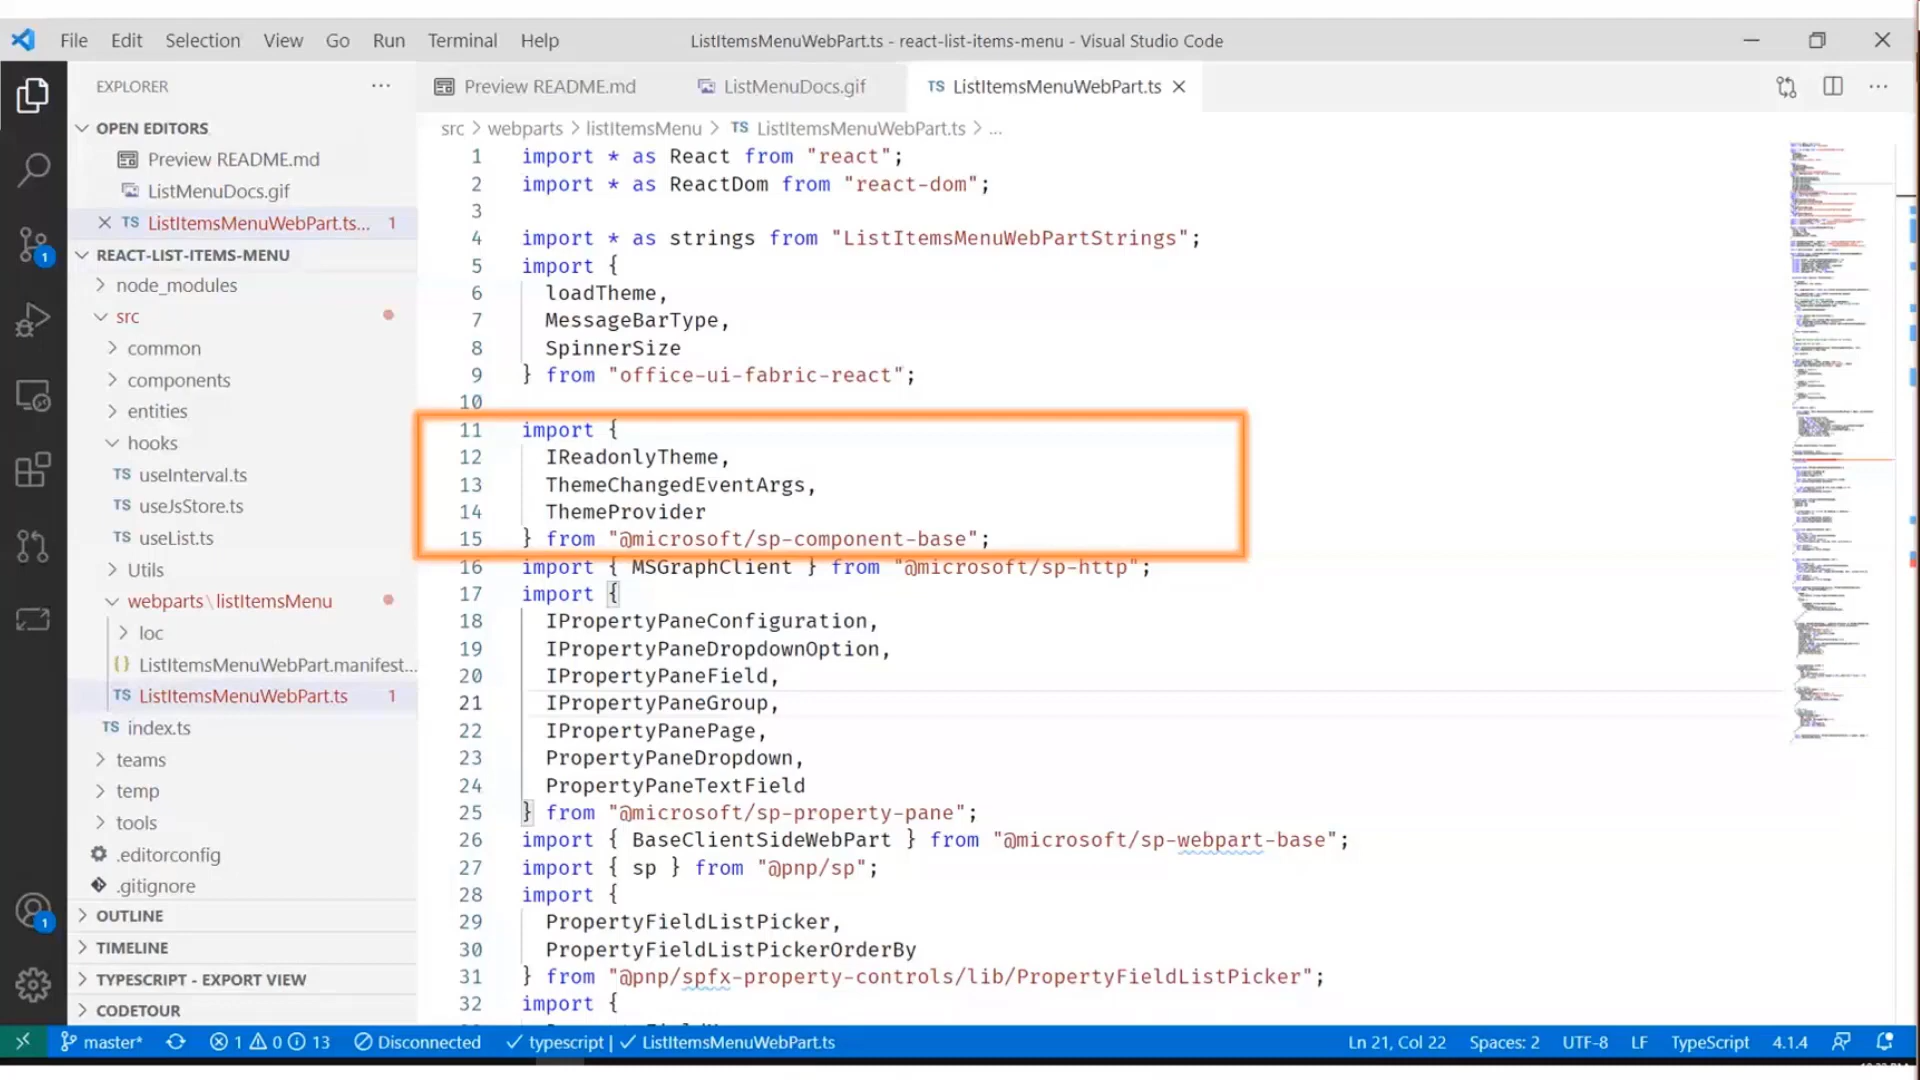 File Edit Selection View Go Run Terminal Help
ListItemsMenuWebPart.ts - react-list-items-menu - Visual Studio Code
EXPLORER
OPEN EDITORS
Preview README.md
ListMenuDocs.gif
TS ListItemsMenuWebPart.ts... 1
REACT-LIST-ITEMS-MENU
node_modules
src
common
components
entities
hooks
TS useInterval.ts
TS useJsStore.ts
TS useList.ts
Utils
webparts\listItemsMenu
loc
{} ListItemsMenuWebPart.manifest...
TS ListItemsMenuWebPart.ts 1
TS index.ts
teams
temp
tools
.editorconfig
.gitignore
OUTLINE
TIMELINE
TYPESCRIPT - EXPORT VIEW
CODETOUR
1
1
Preview README.md
ListMenuDocs.gif
TS ListItemsMenuWebPart.ts
src > webparts > listItemsMenu > TS ListItemsMenuWebPart.ts > ...
1 import * as React from "react";
2 import * as ReactDom from "react-dom";
3
4 import * as strings from "ListItemsMenuWebPartStrings";
5 import {
6 loadTheme,
7 MessageBarType,
8 SpinnerSize
9 } from "office-ui-fabric-react";
10
11 import {
12 IReadonlyTheme,
13 ThemeChangedEventArgs,
14 ThemeProvider
15 } from "@microsoft/sp-component-base";
16 import { MSGraphClient } from "@microsoft/sp-http";
17 import {
18 IPropertyPaneConfiguration,
19 IPropertyPaneDropdownOption,
20 IPropertyPaneField,
21 IPropertyPaneGroup,
22 IPropertyPanePage,
23 PropertyPaneDropdown,
24 PropertyPaneTextField
25 } from "@microsoft/sp-property-pane";
26 import { BaseClientSideWebPart } from "@microsoft/sp-webpart-base";
27 import { sp } from "@pnp/sp";
28 import {
29 PropertyFieldListPicker,
30 PropertyFieldListPickerOrderBy
31 } from "@pnp/spfx-property-controls/lib/PropertyFieldListPicker";
32 import {
master* 1 0 13 Disconnected typescript | ListItemsMenuWebPart.ts
Ln 21, Col 22 Spaces: 2 UTF-8 LF TypeScript 4.1.4